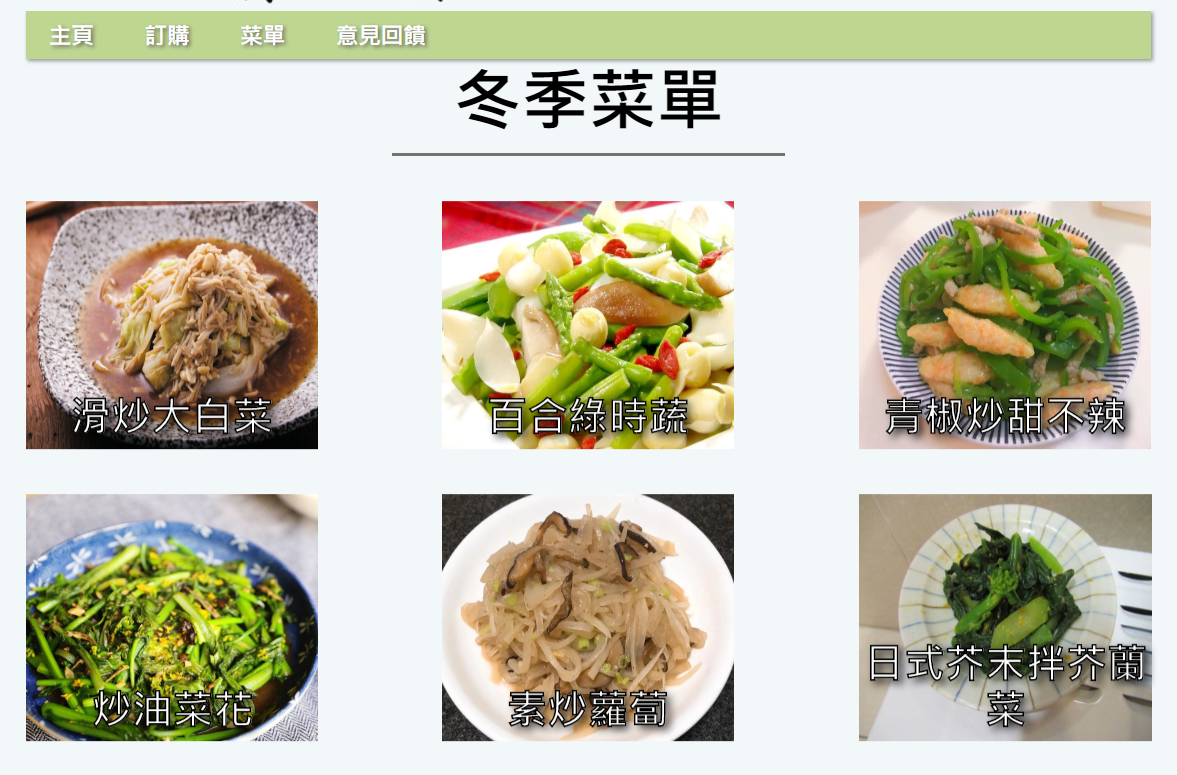 主頁 訂購 菜單 意見回饋
冬季菜單
滑炒大白菜
百合綠時蔬
青椒炒甜不辣
炒油菜花
素炒蘿蔔
日式芥末拌芥蘭
菜